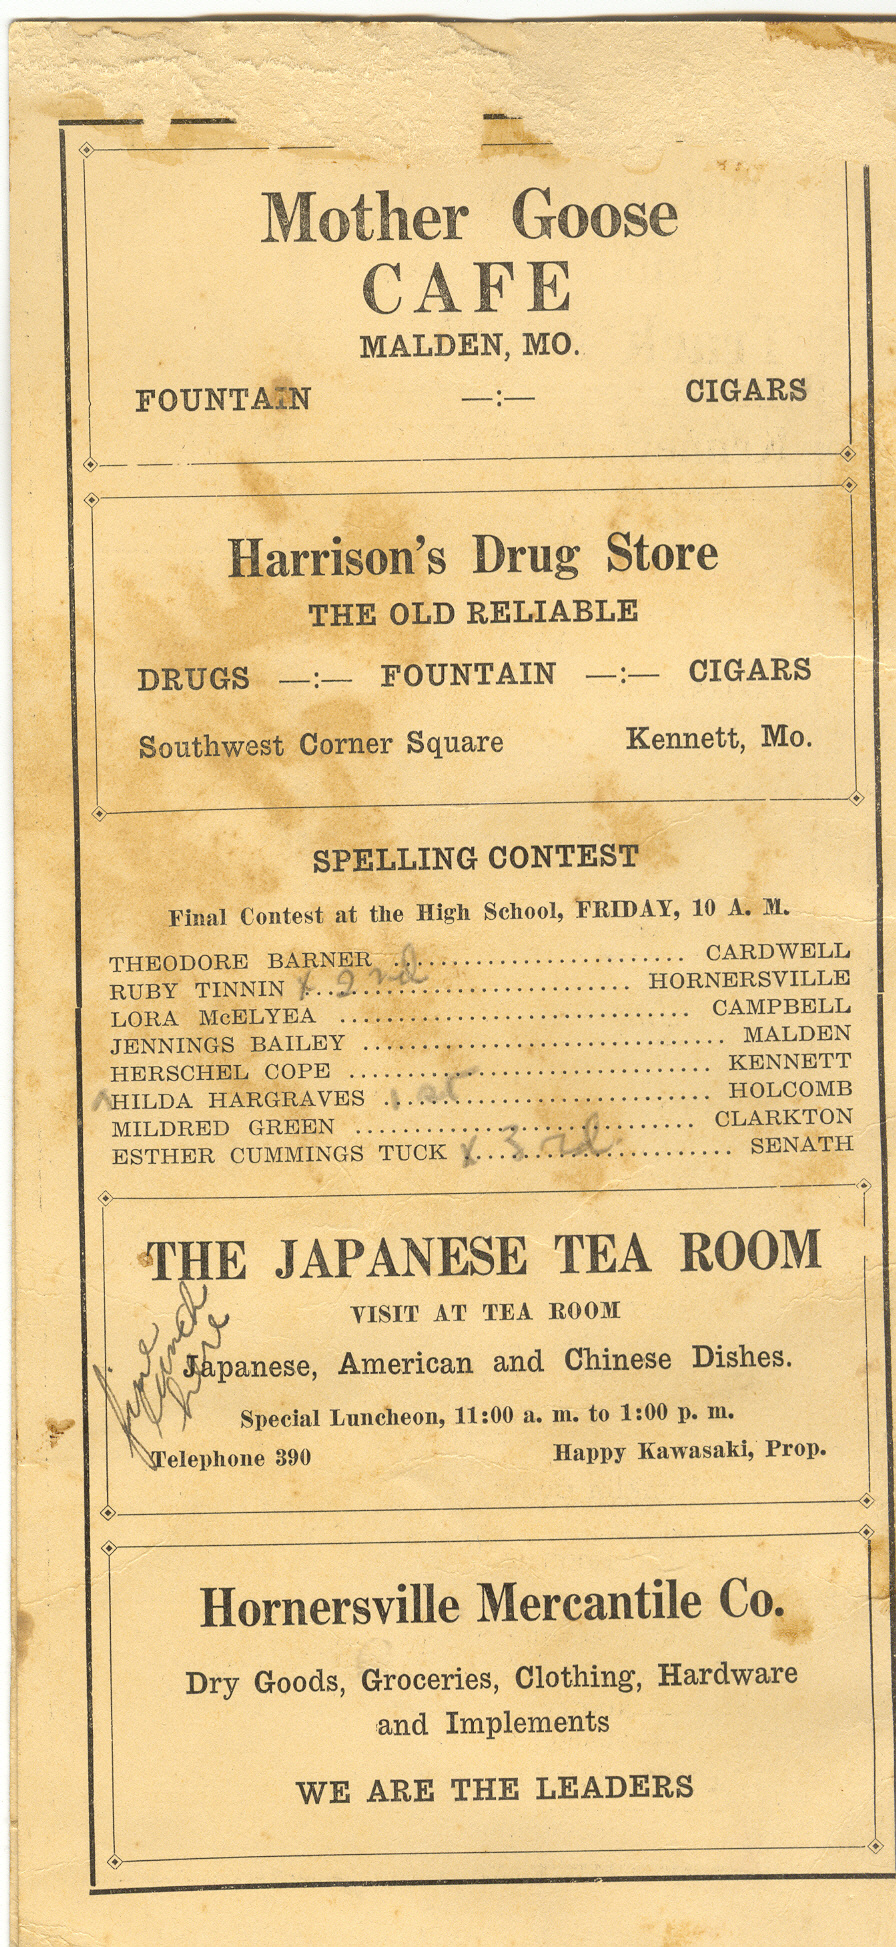 Mother Goose
CAFE
MALDEN, MO.
FOUNTAIN —:— CIGARS
Harrison's Drug Store
THE OLD RELIABLE
DRUGS —:— FOUNTAIN —:— CIGARS
Southwest Corner Square Kennett, Mo.
SPELLING CONTEST
Final Contest at the High School, FRIDAY, 10 A. M.
THEODORE BARNER .......................... CARDWELL
RUBY TINNIN x 2nd .......................... HORNERSVILLE
LORA McELYEA .......................... CAMPBELL
JENNINGS BAILEY .......................... MALDEN
HERSCHEL COPE .......................... KENNETT
HILDA HARGRAVES 1st .......................... HOLCOMB
MILDRED GREEN .......................... CLARKTON
ESTHER CUMMINGS TUCK x 3rd .......................... SENATH
THE JAPANESE TEA ROOM
VISIT AT TEA ROOM
fine
lunch
here
Japanese, American and Chinese Dishes.
Special Luncheon, 11:00 a. m. to 1:00 p. m.
Telephone 390 Happy Kawasaki, Prop.
Hornersville Mercantile Co.
Dry Goods, Groceries, Clothing, Hardware
and Implements
WE ARE THE LEADERS